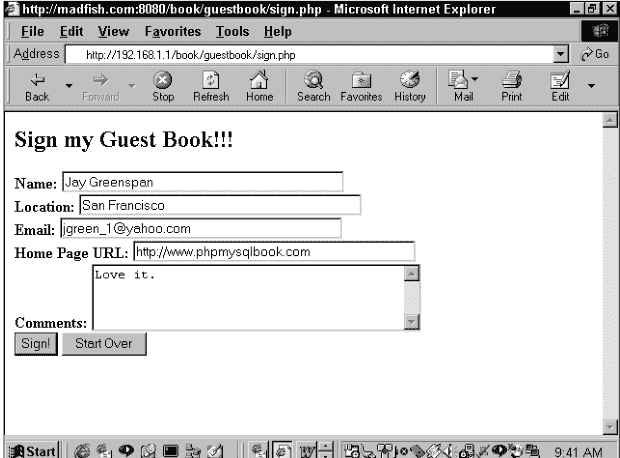 http://madfish.com:8080/book/guestbook/sign.php - Microsoft Internet Explorer
File Edit View Favorites Tools Help
Address http://192.168.1.1/book/guestbook/sign.php Go
Back Forward Stop Refresh Home Search Favorites History Mail Print Edit
Sign my Guest Book!!!
Name: Jay Greenspan
Location: San Francisco
Email: jgreen_1@yahoo.com
Home Page URL: http://www.phpmysqlbook.com
Love it.
Comments:
Sign! Start Over
Start 9:41 AM